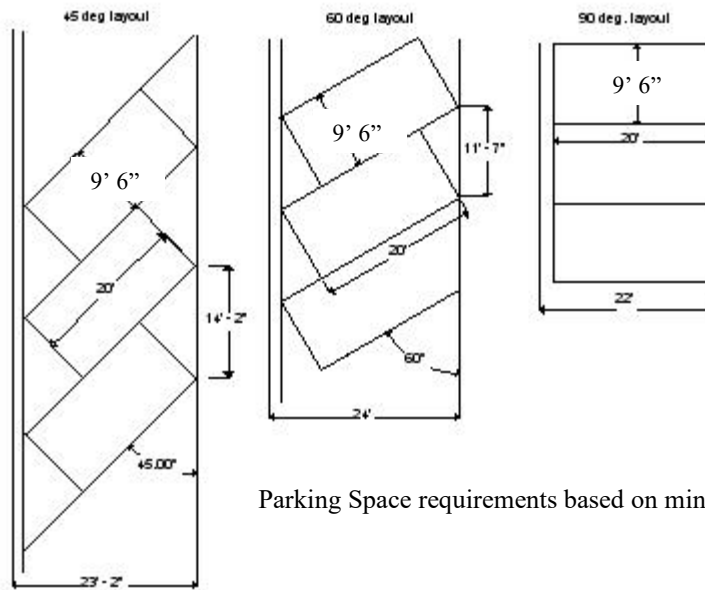 45 deg layout
60 deg layout
90 deg. layout
9’ 6”
20'
14' - 2"
45.00"
23' - 2"
9’ 6”
11' - 7"
20'
60"
24'
9’ 6”
20'
22'
Parking Space requirements based on min